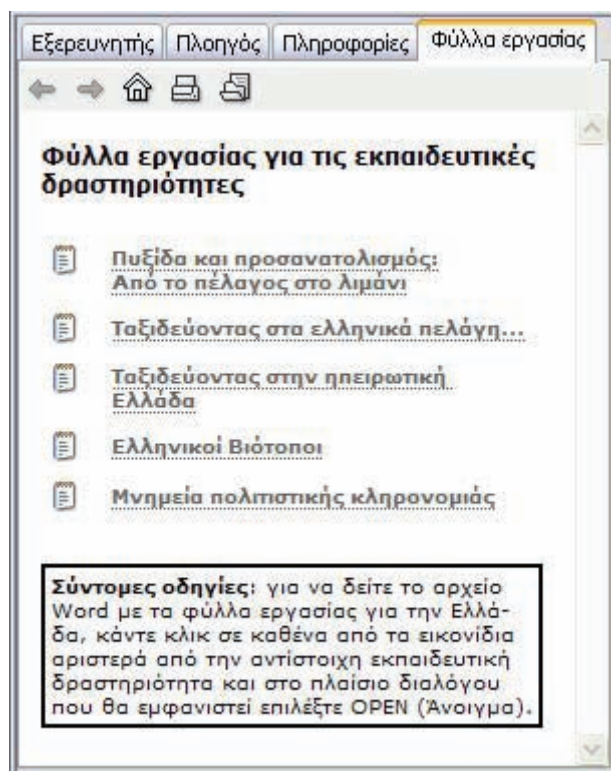 Εξερευνητής Πλοηγός Πληροφορίες Φύλλα εργασίας
Φύλλα εργασίας για τις εκπαιδευτικές
δραστηριότητες
Πυξίδα και προσανατολισμός:
Από το πέλαγος στο λιμάνι
Ταξιδεύοντας στα ελληνικά πελάγη...
Ταξιδεύοντας στην ηπειρωτική
Ελλάδα
Ελληνικοί Βιότοποι
Μνημεία πολιτιστικής κληρονομιάς
Σύντομες οδηγίες: για να δείτε το αρχείο
Word με τα φύλλα εργασίας για την Ελλά-
δα, κάντε κλικ σε καθένα από τα εικονίδια
αριστερά από την αντίστοιχη εκπαιδευτική
δραστηριότητα και στο πλαίσιο διαλόγου
που θα εμφανιστεί επιλέξτε OPEN (Άνοιγμα).